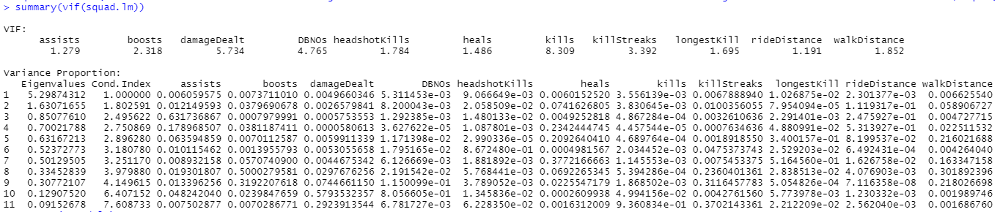 > summary(vif(squad.lm))
VIF:
assists boosts damageDealt DBNOs headshotKills heals kills killStreaks longestKill rideDistance walkDistance
1.279 2.318 5.734 4.765 1.784 1.486 8.309 3.392 1.695 1.191 1.852
Variance Proportion:
Eigenvalues Cond.Index assists boosts damageDealt DBNOs headshotKills heals kills killStreaks longestKill rideDistance walkDistance
1 5.29874312 1.000000 0.006059575 0.0073711010 0.0049660346 5.311453e-03 9.066649e-03 0.0060152520 3.556139e-03 0.0067888940 1.026875e-02 2.301377e-03 0.006625540
2 1.63071655 1.802591 0.012149593 0.0379690678 0.0026579841 8.200043e-03 2.058509e-02 0.0741626805 3.830645e-03 0.0100356055 7.954094e-05 1.119317e-01 0.058906727
3 0.85077610 2.495622 0.631736867 0.0007979991 0.0005753553 1.292385e-03 1.480133e-02 0.0049252818 4.867284e-04 0.0032610636 2.291401e-03 2.475927e-01 0.004727715
4 0.70021788 2.750869 0.178968507 0.0381187411 0.0000580613 3.627622e-05 1.087801e-03 0.2342444745 4.457544e-05 0.0007634636 4.880991e-02 5.313927e-01 0.022511532
5 0.63167213 2.896280 0.063594859 0.0070112587 0.0059911339 1.171398e-02 2.990336e-05 0.2092640410 4.689764e-04 0.0018918550 3.400157e-01 8.199537e-02 0.216021688
6 0.52372773 3.180780 0.010115462 0.0013955793 0.0053055658 1.795165e-02 8.672480e-01 0.0004981567 2.034452e-03 0.0475373743 2.529203e-02 6.492431e-04 0.004264040
7 0.50129505 3.251170 0.008932158 0.0570740900 0.0044675342 6.126669e-03 1.881892e-03 0.3772166663 1.145553e-03 0.0075453375 5.164560e-01 1.626758e-02 0.163347158
8 0.33452839 3.979880 0.019301807 0.5000279581 0.0297676256 2.191542e-02 5.768441e-03 0.0692265345 5.394286e-04 0.2360401361 2.838513e-02 4.076903e-03 0.301892396
9 0.30772107 4.149615 0.013396256 0.3192207618 0.0744661150 1.150099e-01 3.789052e-03 0.0225547179 1.868502e-03 0.3116457783 5.054826e-04 7.116358e-08 0.218026698
10 0.12907520 6.407152 0.048242040 0.0239847659 0.5793532357 8.056605e-01 1.345836e-02 0.0002609938 4.994156e-02 0.0042761560 5.773978e-03 1.230332e-03 0.001989746
11 0.09152678 7.608733 0.007502877 0.0070286771 0.2923913544 6.781727e-03 6.228350e-02 0.0016312009 9.360834e-01 0.3702143361 2.212209e-02 2.562040e-03 0.001686760